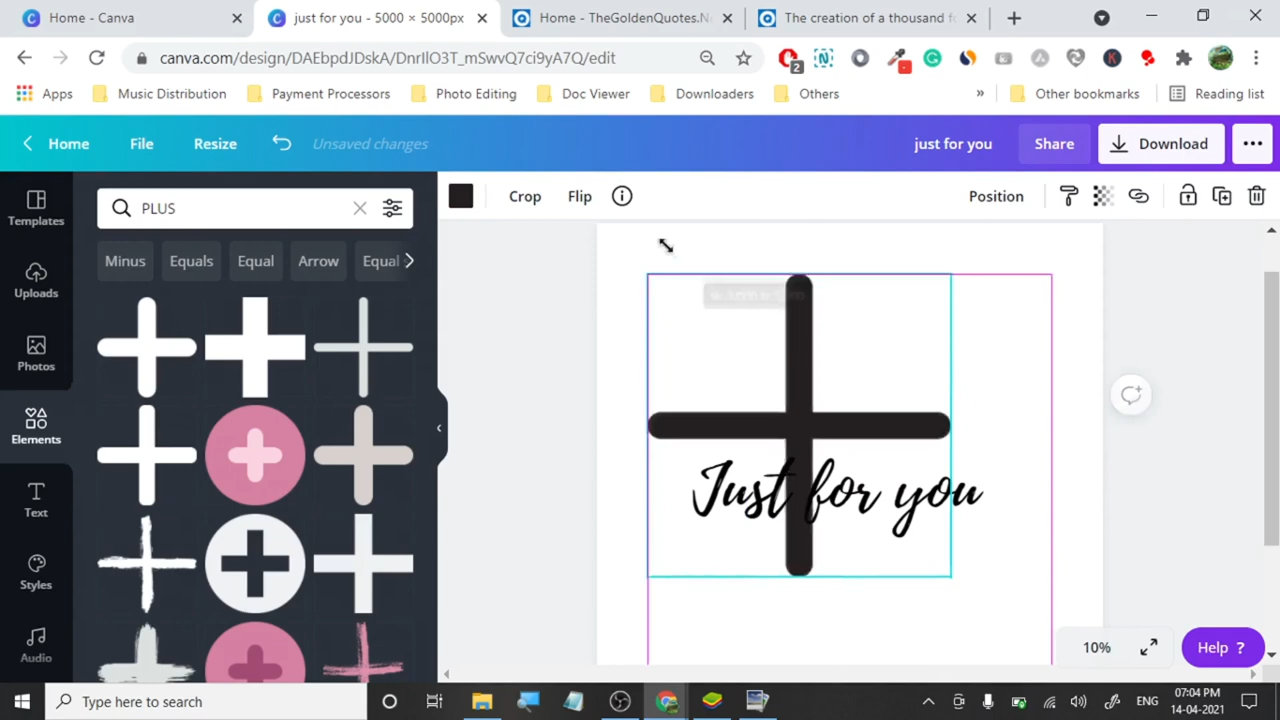 Home - Canva
just for you - 5000 × 5000px
Home - TheGoldenQuotes.N
The creation of a thousand f
canva.com/design/DAEbpdJDskA/DnrIlO3T_mSwvQ7ci9yA7Q/edit
2
Apps
Music Distribution
Payment Processors
Photo Editing
Doc Viewer
Downloaders
Others
»
Other bookmarks
Reading list
Home
File
Resize
Unsaved changes
just for you
Share
Download
Templates
Uploads
Photos
Elements
Text
Styles
Audio
PLUS
Minus
Equals
Equal
Arrow
Equal
Crop
Flip
Position
Just for you
10%
Help ?
Type here to search
ENG
07:04 PM
14-04-2021